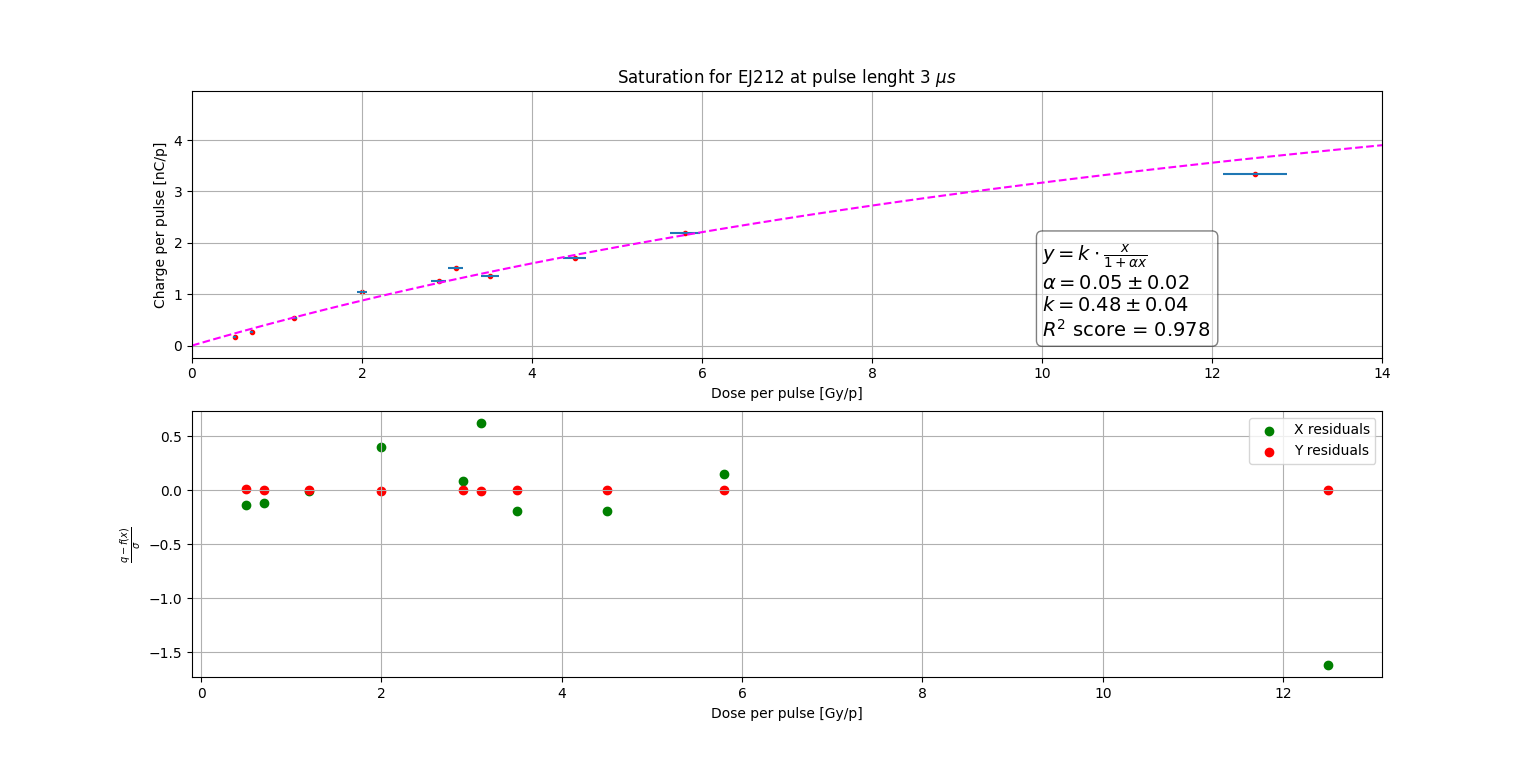 Saturation for EJ212 at pulse lenght 3 μs
Charge per pulse [nC/p]
4
3
2
1
0
y = k · x / 1 + αx
α = 0.05 ± 0.02
k = 0.48 ± 0.04
R² score = 0.978
0 2 4 6 8 10 12 14
Dose per pulse [Gy/p]
q − f(x) / σ
0.5
0.0
−0.5
−1.0
−1.5
X residuals
Y residuals
0 2 4 6 8 10 12
Dose per pulse [Gy/p]